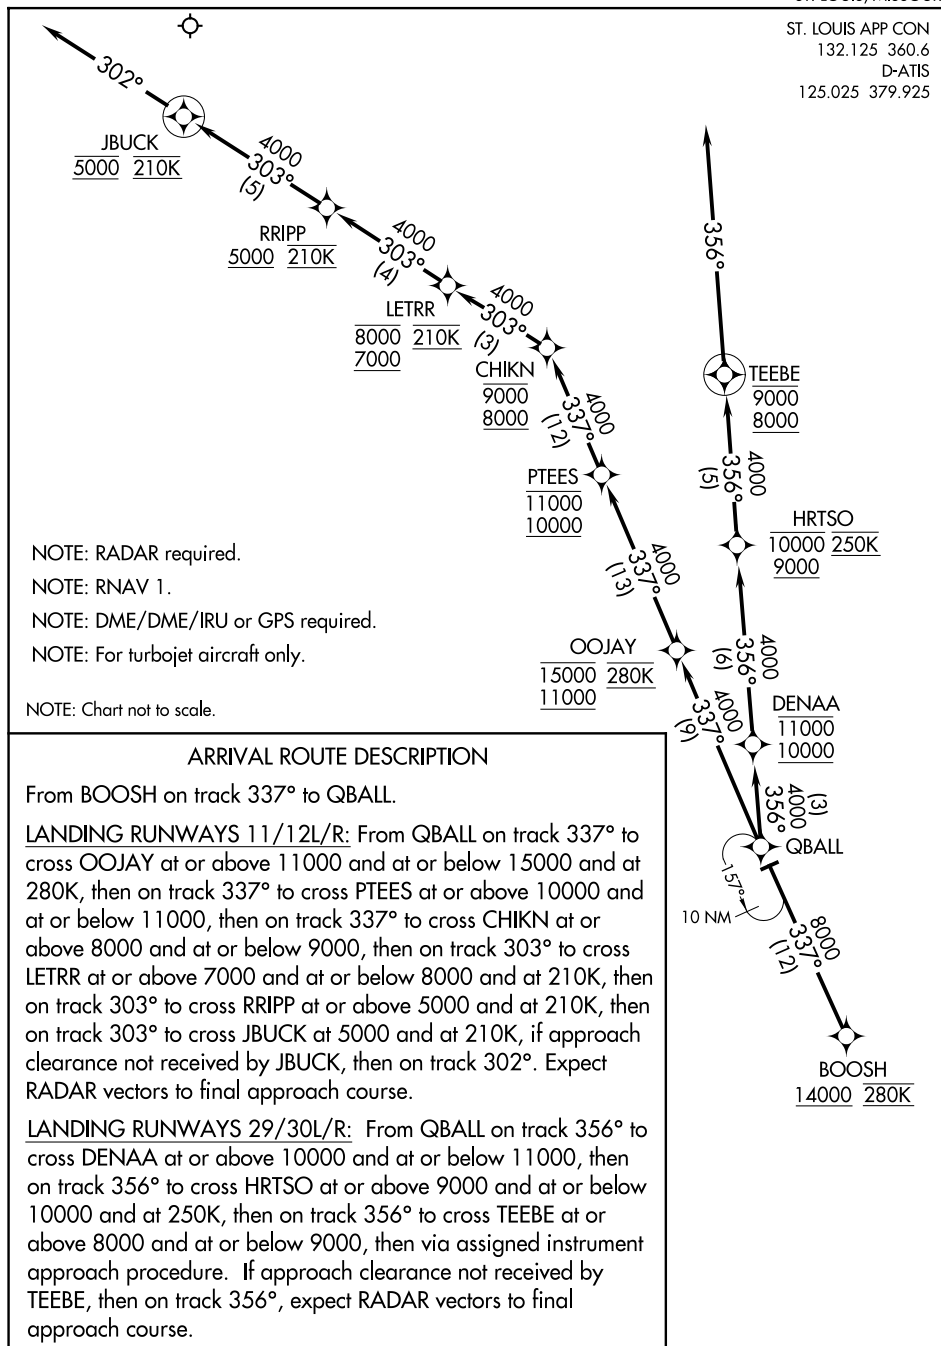 ST. LOUIS APP CON
132.125 360.6
D-ATIS
125.025 379.925
302°
JBUCK
5000 210K
4000
303°
(5)
RRIPP
5000 210K
4000
303°
(4)
LETRR
8000 210K
7000
4000
303°
(3)
CHIKN
9000
8000
4000
337°
(12)
PTEES
11000
10000
4000
337°
(13)
OOJAY
15000 280K
11000
4000
337°
(9)
356°
TEEBE
9000
8000
4000
356°
(5)
HRTSO
10000 250K
9000
4000
356°
(6)
DENAA
11000
10000
(3)
4000
356°
QBALL
157°
10 NM
8000
337°
(12)
BOOSH
14000 280K
NOTE: RADAR required.
NOTE: RNAV 1.
NOTE: DME/DME/IRU or GPS required.
NOTE: For turbojet aircraft only.
NOTE: Chart not to scale.
ARRIVAL ROUTE DESCRIPTION
From BOOSH on track 337° to QBALL.
LANDING RUNWAYS 11/12L/R: From QBALL on track 337° to
cross OOJAY at or above 11000 and at or below 15000 and at
280K, then on track 337° to cross PTEES at or above 10000 and
at or below 11000, then on track 337° to cross CHIKN at or
above 8000 and at or below 9000, then on track 303° to cross
LETRR at or above 7000 and at or below 8000 and at 210K, then
on track 303° to cross RRIPP at or above 5000 and at 210K, then
on track 303° to cross JBUCK at 5000 and at 210K, if approach
clearance not received by JBUCK, then on track 302°. Expect
RADAR vectors to final approach course.
LANDING RUNWAYS 29/30L/R: From QBALL on track 356° to
cross DENAA at or above 10000 and at or below 11000, then
on track 356° to cross HRTSO at or above 9000 and at or below
10000 and at 250K, then on track 356° to cross TEEBE at or
above 8000 and at or below 9000, then via assigned instrument
approach procedure. If approach clearance not received by
TEEBE, then on track 356°, expect RADAR vectors to final
approach course.